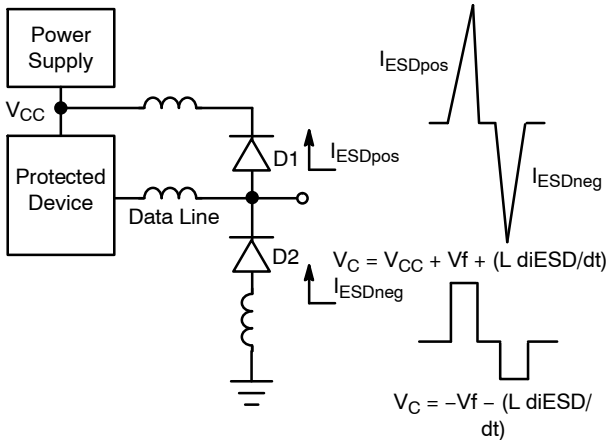 Power
Supply
V_CC
Protected
Device
Data Line
D1
I_ESDpos
D2
I_ESDneg
I_ESDpos
I_ESDneg
V_C = V_CC + Vf + (L diESD/dt)
V_C = −Vf − (L diESD/
dt)